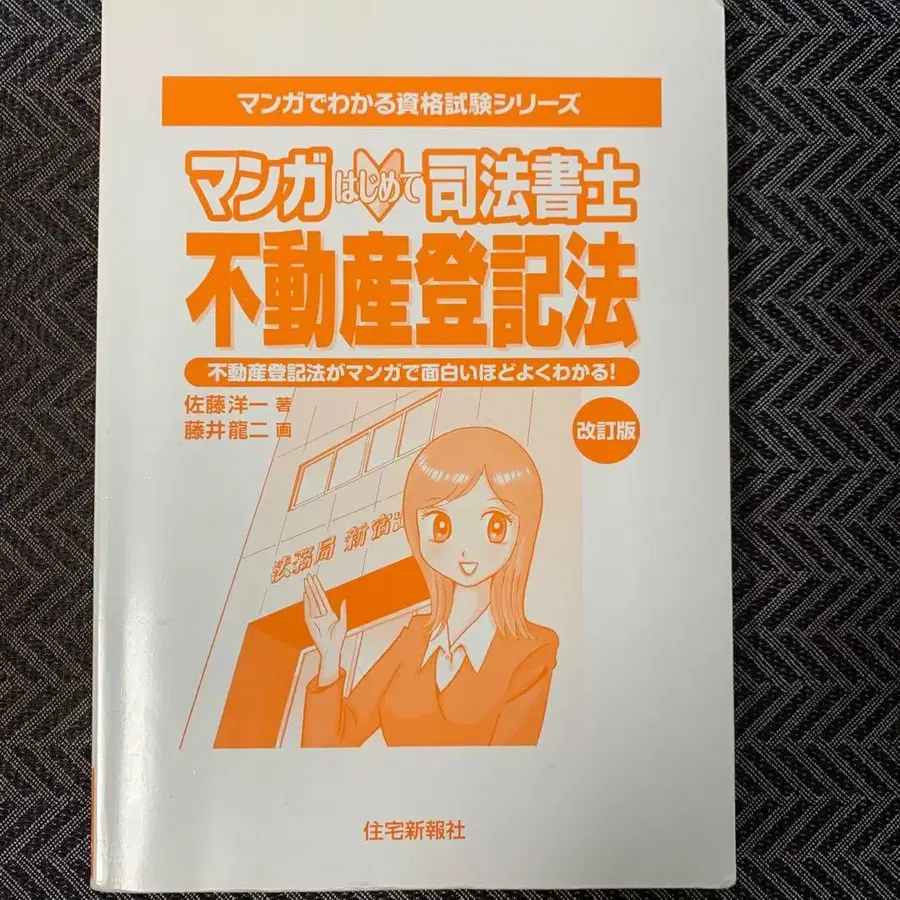 マンガでわかる資格試験シリーズ
マンガはじめて司法書士
不動産登記法
不動産登記法がマンガで面白いほどよくわかる!
佐藤洋一 著
藤井龍二 画
改訂版
法務局 新宿出
住宅新報社